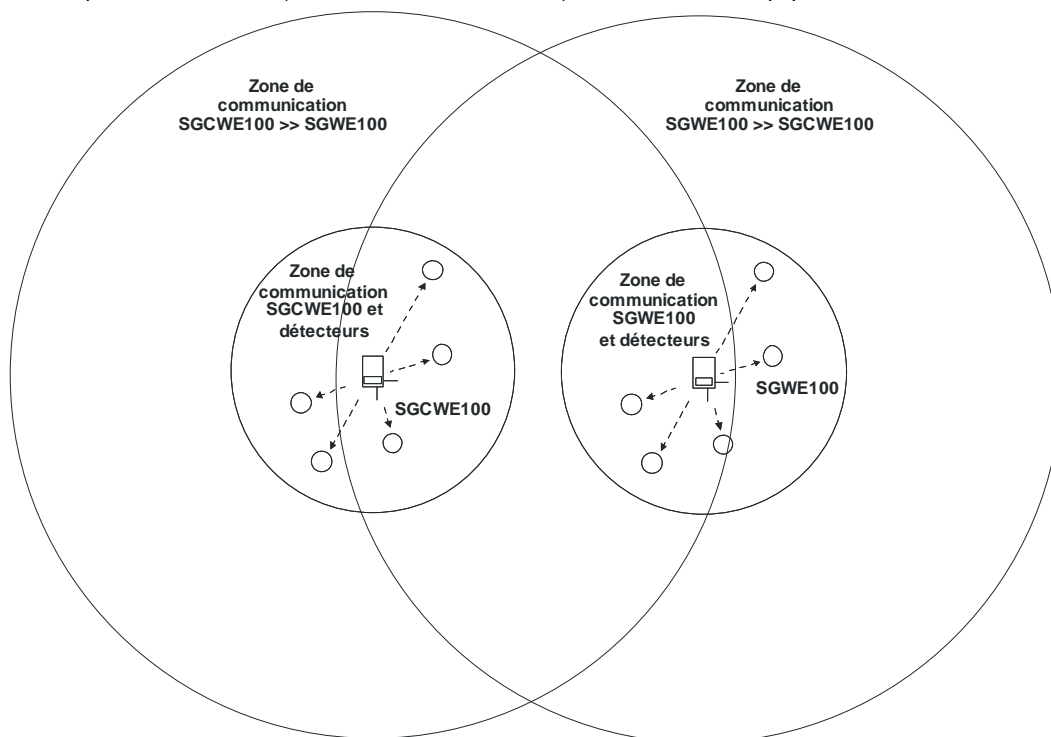 Zone de
communication
SGCWE100 >> SGWE100
Zone de
communication
SGWE100 >> SGCWE100
Zone de
communication
SGCWE100 et
détecteurs
SGCWE100
Zone de
communication
SGWE100
et détecteurs
SGWE100